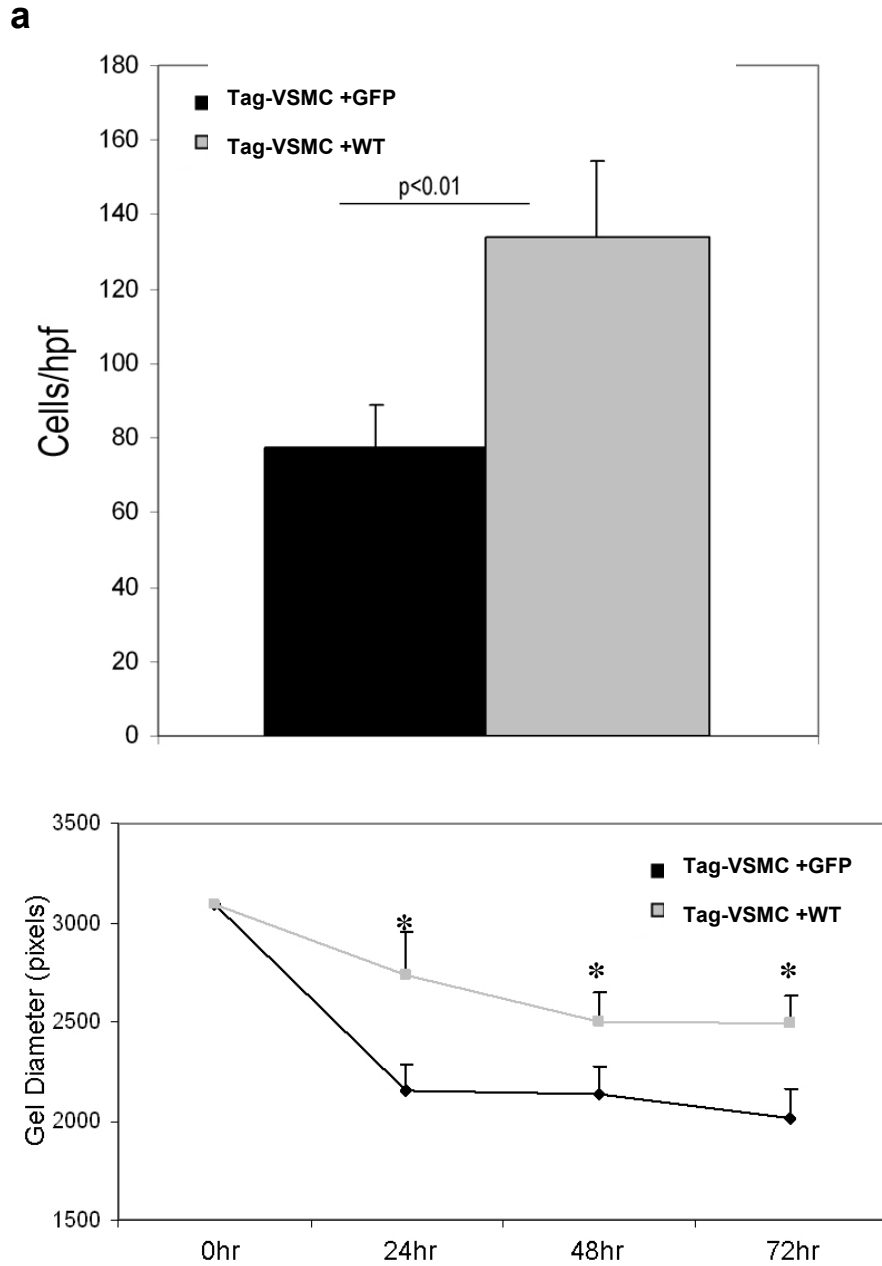 a
180
160
140
120
100
80
60
40
20
0
Cells/hpf
Tag-VSMC +GFP
Tag-VSMC +WT
p<0.01
3500
3000
2500
2000
1500
Gel Diameter (pixels)
Tag-VSMC +GFP
Tag-VSMC +WT
*
*
*
0hr 24hr 48hr 72hr